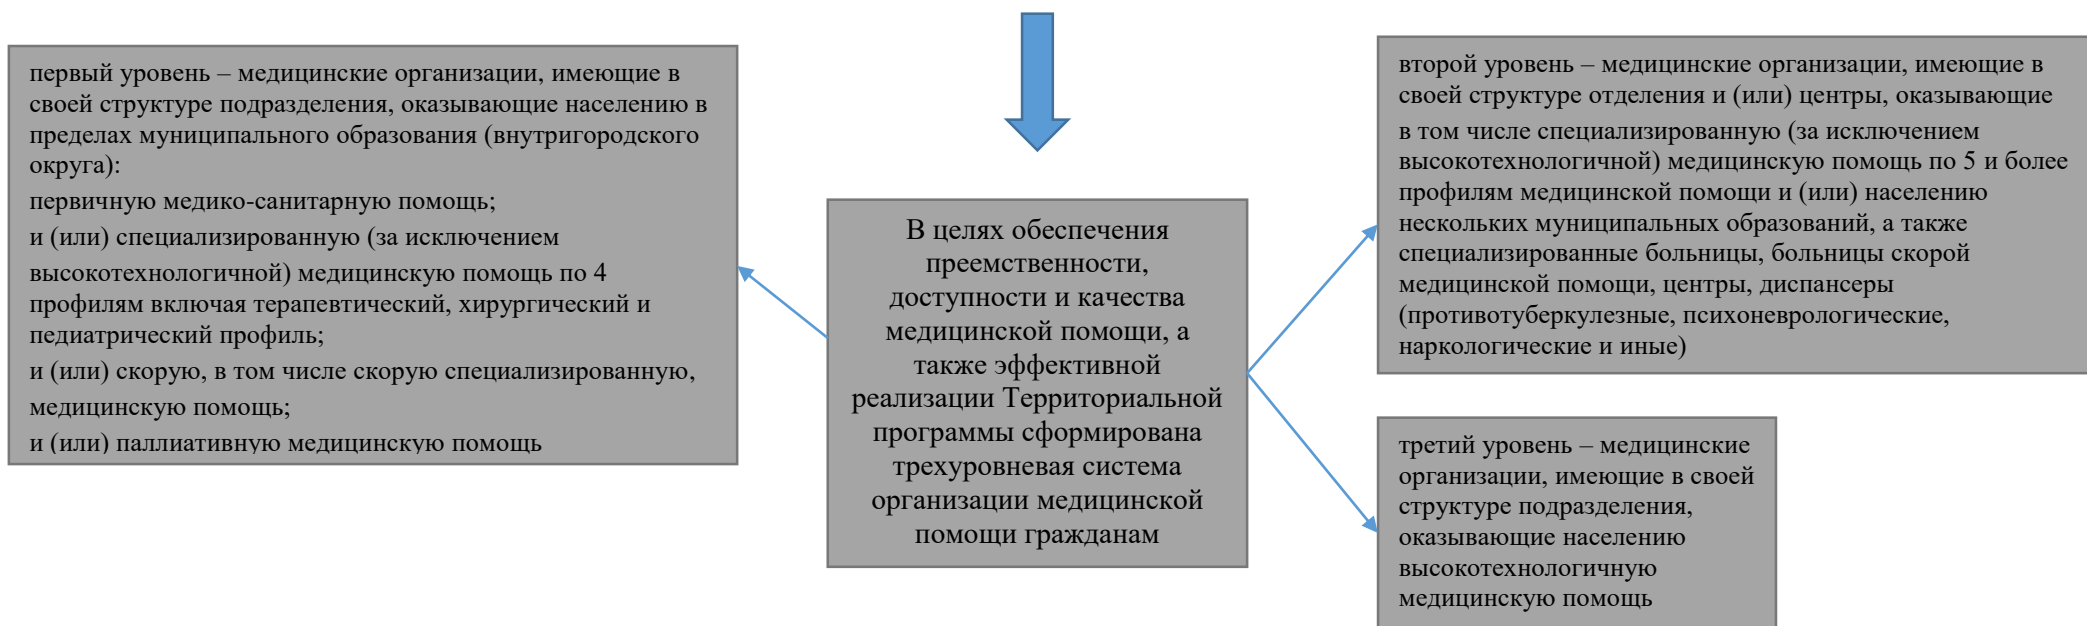 первый уровень – медицинские организации, имеющие в
своей структуре подразделения, оказывающие населению в
пределах муниципального образования (внутригородского
округа):
первичную медико-санитарную помощь;
и (или) специализированную (за исключением
высокотехнологичной) медицинскую помощь по 4
профилям включая терапевтический, хирургический и
педиатрический профиль;
и (или) скорую, в том числе скорую специализированную,
медицинскую помощь;
и (или) паллиативную медицинскую помощь
В целях обеспечения
преемственности,
доступности и качества
медицинской помощи, а
также эффективной
реализации Территориальной
программы сформирована
трехуровневая система
организации медицинской
помощи гражданам
второй уровень – медицинские организации, имеющие в
своей структуре отделения и (или) центры, оказывающие
в том числе специализированную (за исключением
высокотехнологичной) медицинскую помощь по 5 и более
профилям медицинской помощи и (или) населению
нескольких муниципальных образований, а также
специализированные больницы, больницы скорой
медицинской помощи, центры, диспансеры
(противотуберкулезные, психоневрологические,
наркологические и иные)
третий уровень – медицинские
организации, имеющие в своей
структуре подразделения,
оказывающие населению
высокотехнологичную
медицинскую помощь